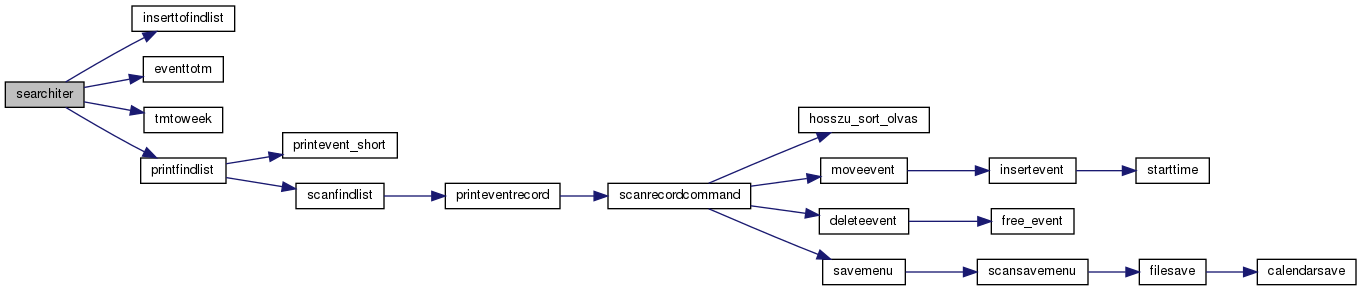 searchiter
inserttofindlist
eventtotm
tmtoweek
printfindlist
printevent_short
scanfindlist
printeventrecord
scanrecordcommand
hosszu_sort_olvas
moveevent
insertevent
starttime
deleteevent
free_event
savemenu
scansavemenu
filesave
calendarsave